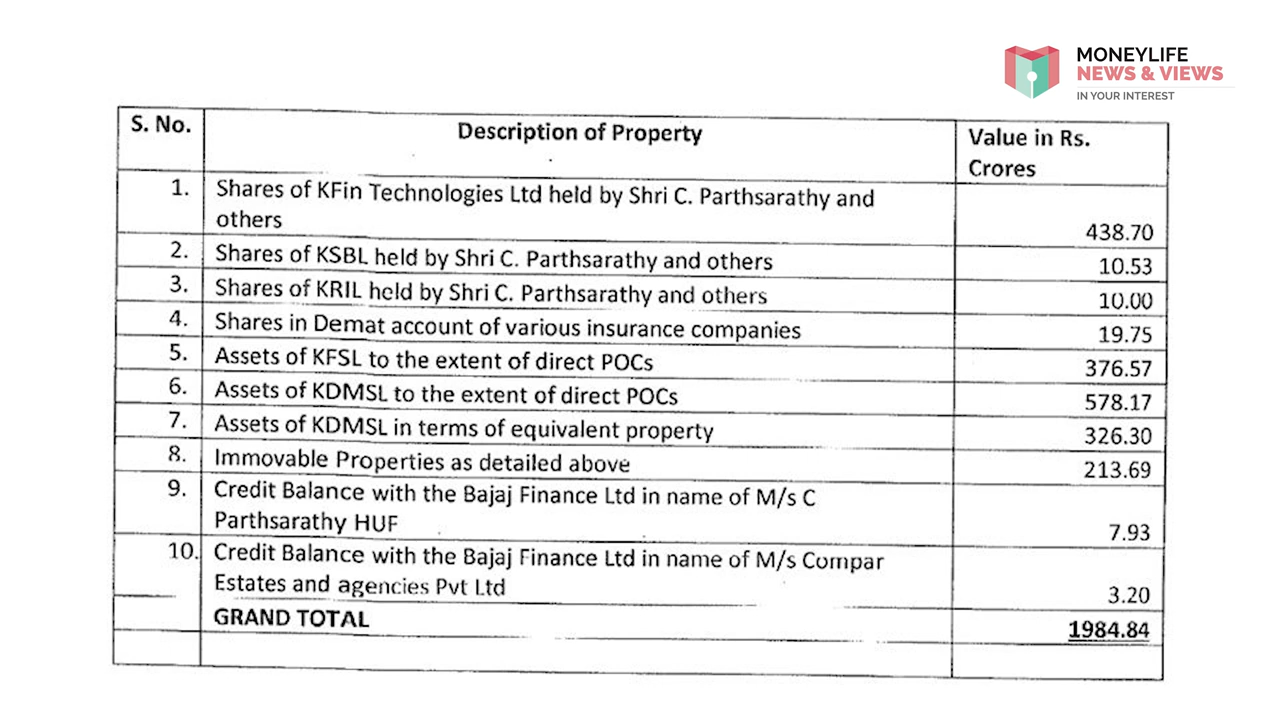 MONEYLIFE
NEWS & VIEWS
IN YOUR INTEREST
S. No. Description of Property Value in Rs.
Crores
1. Shares of KFin Technologies Ltd held by Shri C. Parthsarathy and
others 438.70
2. Shares of KSBL held by Shri C. Parthsarathy and others 10.53
3. Shares of KRIL held by Shri C. Parthsarathy and others 10.00
4. Shares in Demat account of various insurance companies 19.75
5. Assets of KFSL to the extent of direct POCs 376.57
6. Assets of KDMSL to the extent of direct POCs 578.17
7. Assets of KDMSL in terms of equivalent property 326.30
8. Immovable Properties as detailed above 213.69
9. Credit Balance with the Bajaj Finance Ltd in name of M/s C
Parthsarathy HUF 7.93
10. Credit Balance with the Bajaj Finance Ltd in name of M/s Compar
Estates and agencies Pvt Ltd 3.20
GRAND TOTAL 1984.84